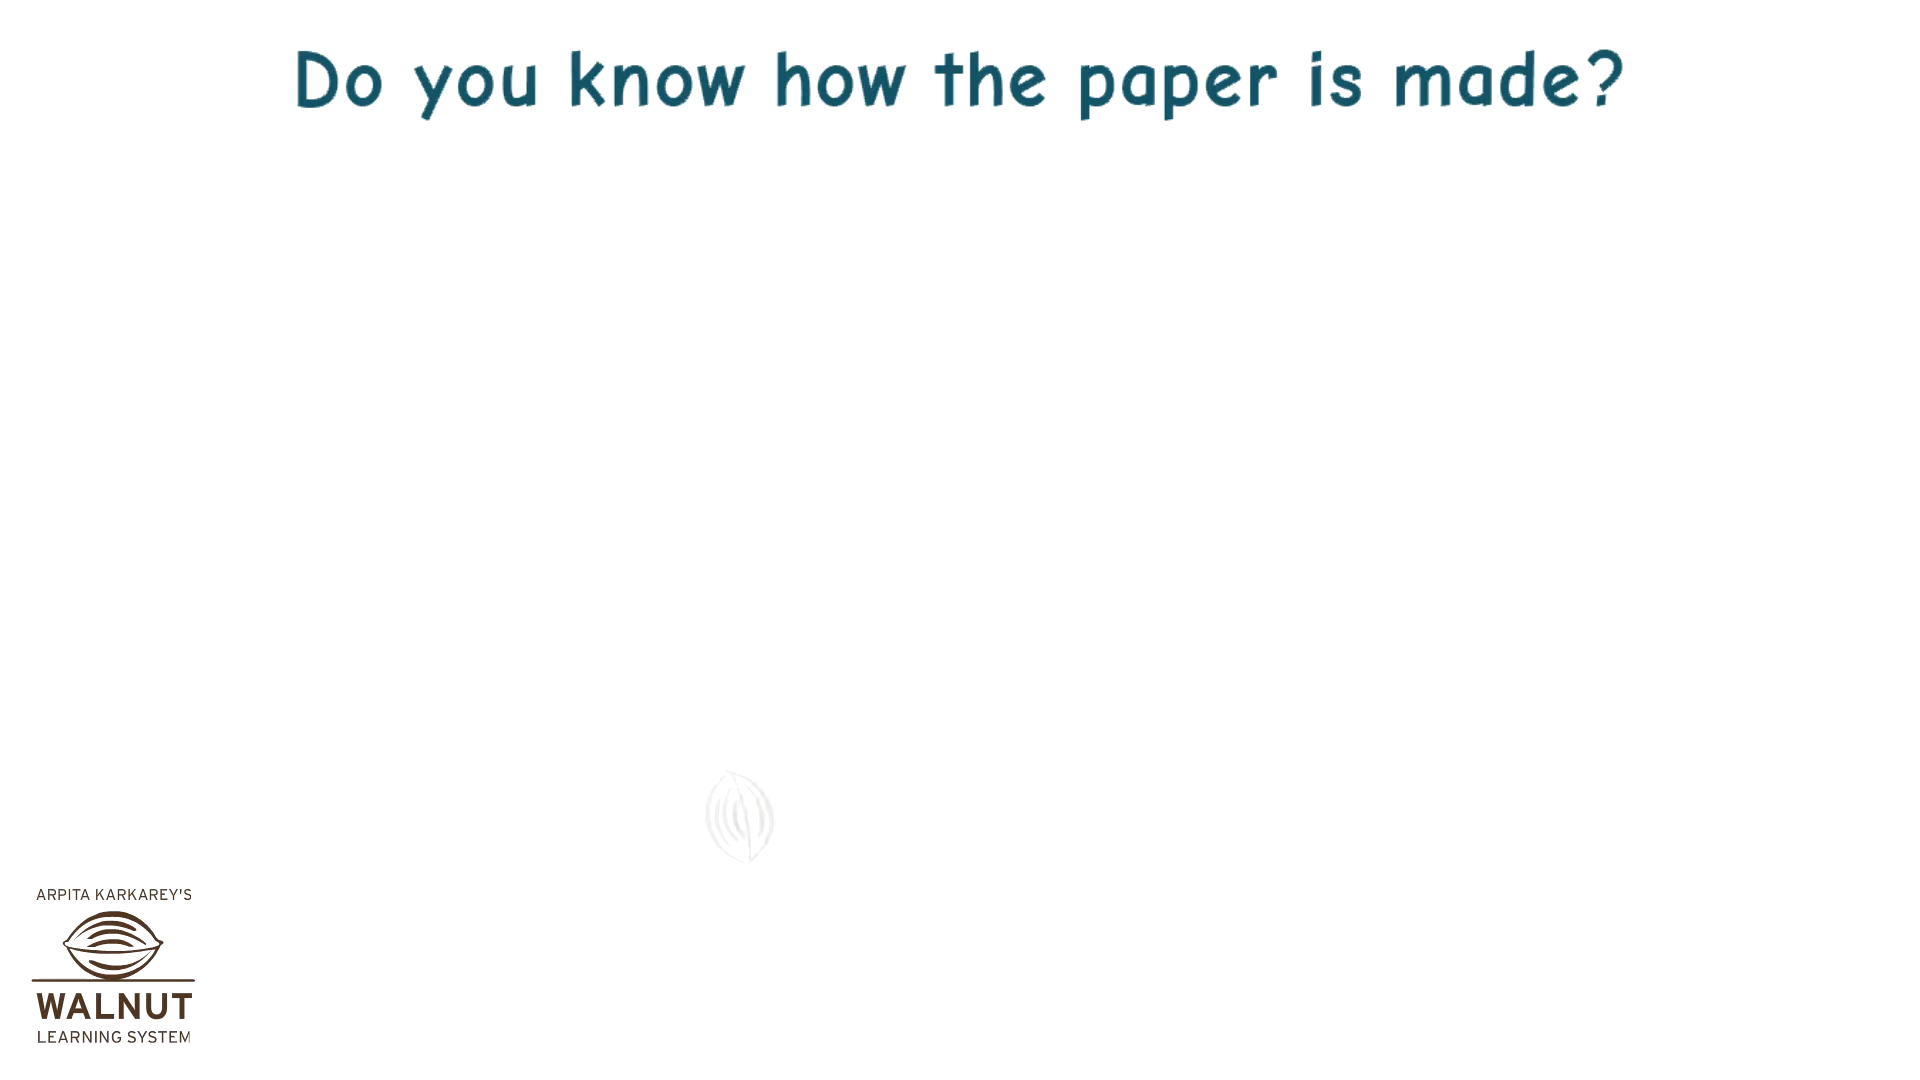 Do you know how the paper is made?
ARPITA KARKAREY'S
WALNUT
LEARNING SYSTEM